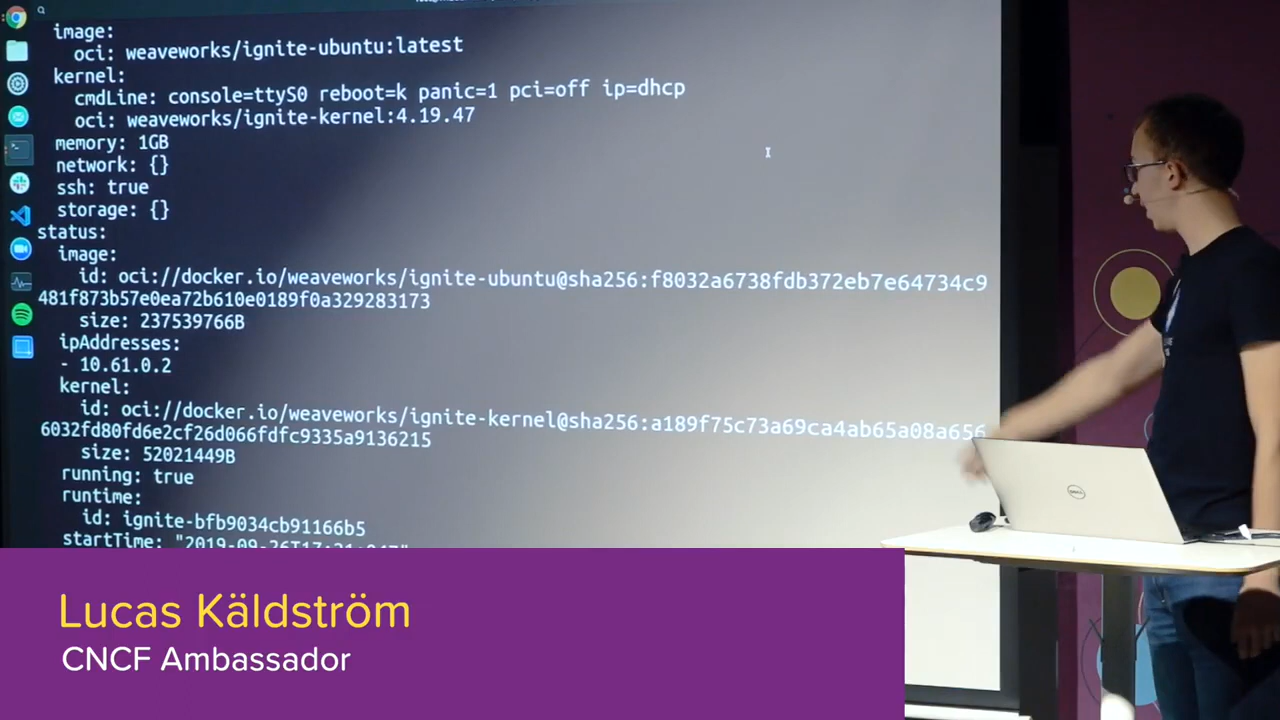 image:
oci: weaveworks/ignite-ubuntu:latest
kernel:
cmdLine: console=ttyS0 reboot=k panic=1 pci=off ip=dhcp
oci: weaveworks/ignite-kernel:4.19.47
memory: 1GB
network: {}
ssh: true
storage: {}
status:
image:
id: oci://docker.io/weaveworks/ignite-ubuntu@sha256:f8032a6738fdb372eb7e64734c9
481f873b57e0ea72b610e0189f0a329283173
size: 237539766B
ipAddresses:
- 10.61.0.2
kernel:
id: oci://docker.io/weaveworks/ignite-kernel@sha256:a189f75c73a69ca4ab65a08a656
6032fd80fd6e2cf26d066fdfc9335a9136215
size: 52021449B
running: true
runtime:
id: ignite-bfb9034cb91166b5
startTime:
DELL
Lucas Käldström
CNCF Ambassador